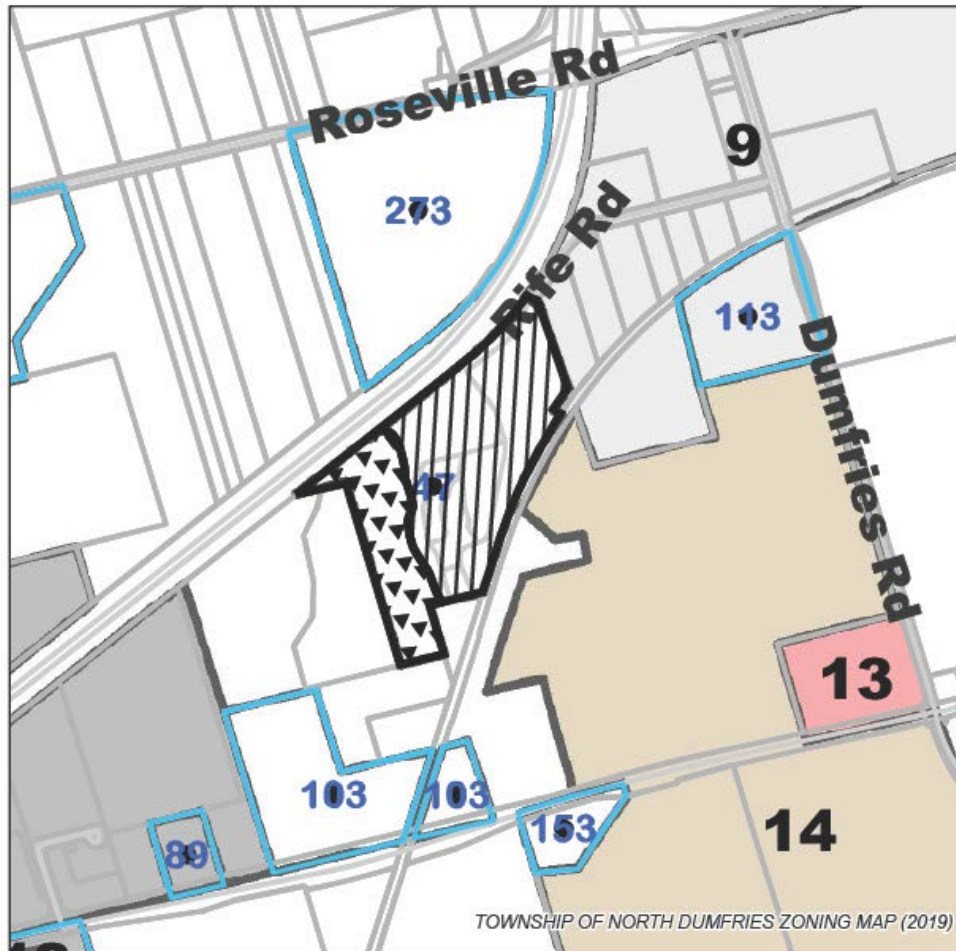 Roseville Rd
9
273
Rife Rd
113
Dumfries Rd
47
13
103
103
153
14
89
TOWNSHIP OF NORTH DUMFRIES ZONING MAP (2019)